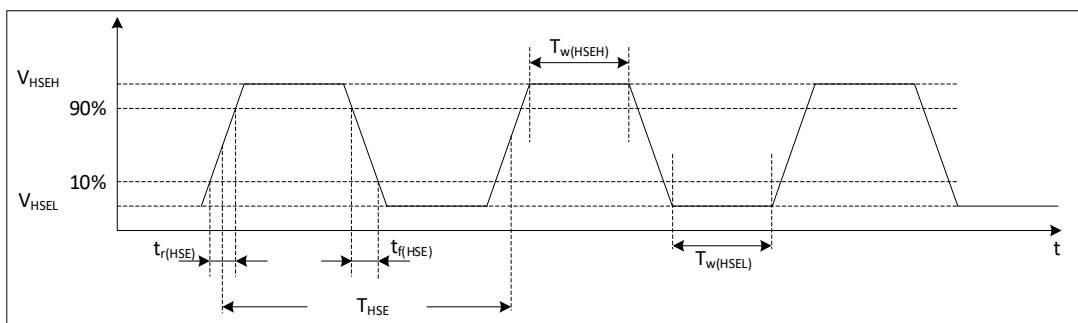 T_w(HSEH)
V_HSEH
90%
10%
V_HSEL
t_r(HSE)
t_f(HSE)
T_w(HSEL)
t
T_HSE